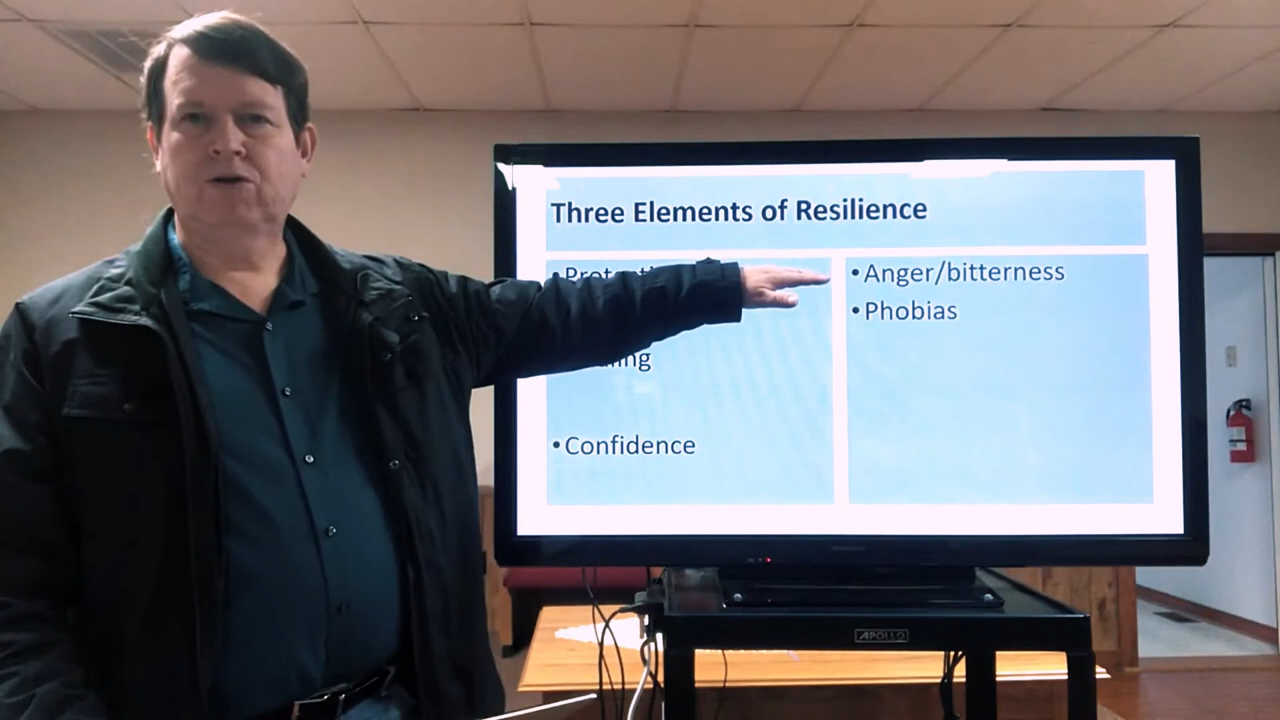 Three Elements of Resilience
• Confidence
• Anger/bitterness
• Phobias
APOLLO